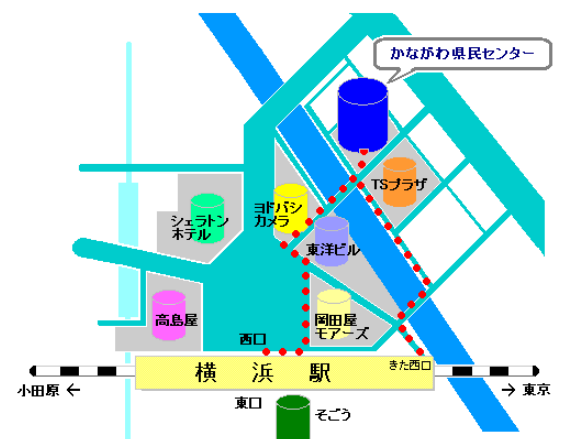 かながわ県民センター
TSプラザ
ヨドバシ
カメラ
シェラトン
ホテル
東洋ビル
高島屋
岡田屋
モアーズ
西口
きた西口
横浜駅
小田原 ←
→ 東京
東口
そごう